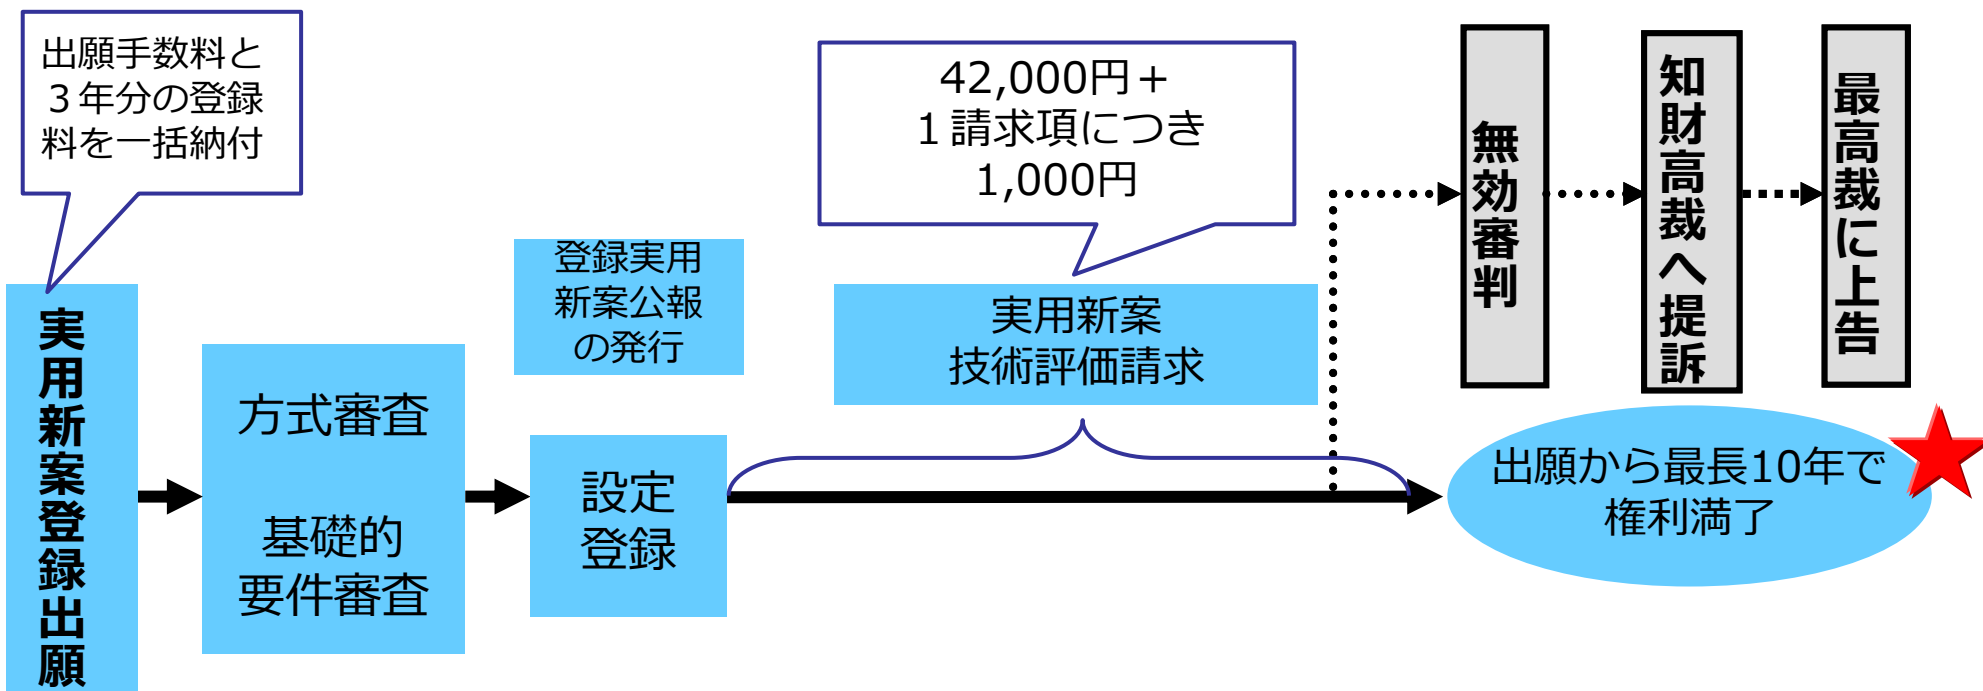 出願手数料と
３年分の登録
料を一括納付
42,000円＋
１請求項につき
1,000円
実用新案登録出願
方式審査
基礎的
要件審査
登録実用
新案公報
の発行
設定
登録
実用新案
技術評価請求
無効審判
知財高裁へ提訴
最高裁に上告
出願から最長10年で
権利満了